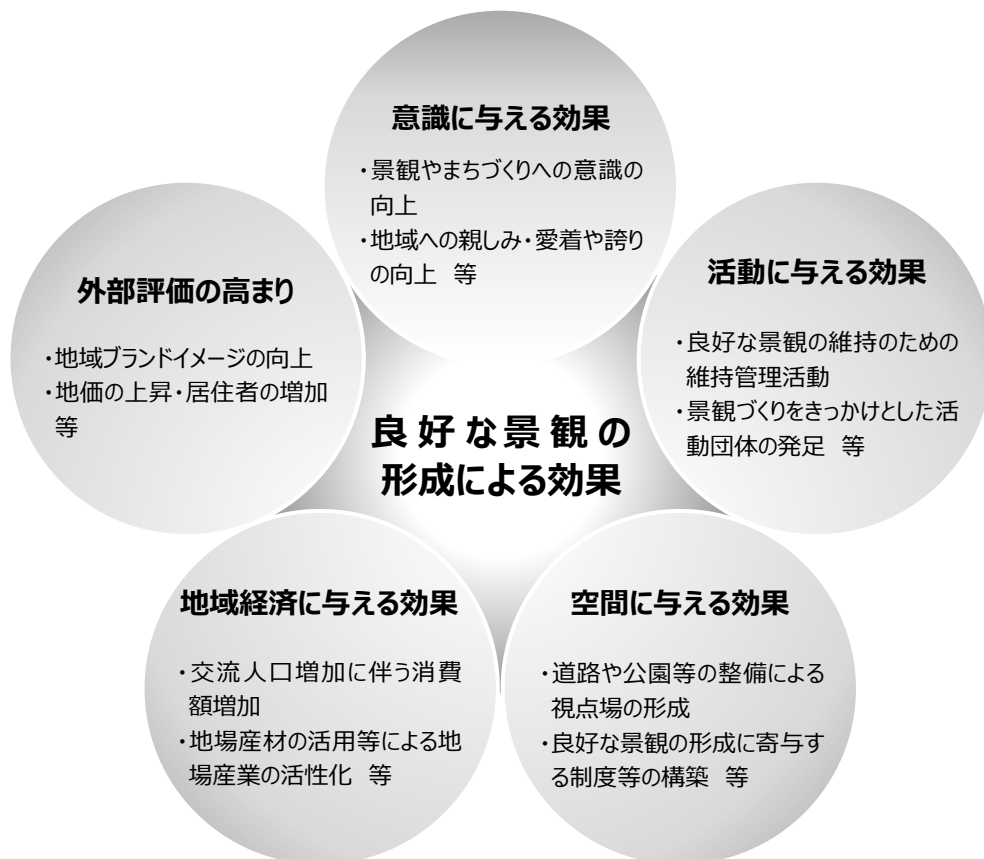 意識に与える効果
・景観やまちづくりへの意識の
向上
・地域への親しみ・愛着や誇り
の向上　等
外部評価の高まり
・地域ブランドイメージの向上
・地価の上昇・居住者の増加
等
活動に与える効果
・良好な景観の維持のための
維持管理活動
・景観づくりをきっかけとした活
動団体の発足　等
良好な景観の
形成による効果
地域経済に与える効果
・交流人口増加に伴う消費
額増加
・地場産材の活用等による地
場産業の活性化　等
空間に与える効果
・道路や公園等の整備による
視点場の形成
・良好な景観の形成に寄与す
る制度等の構築　等